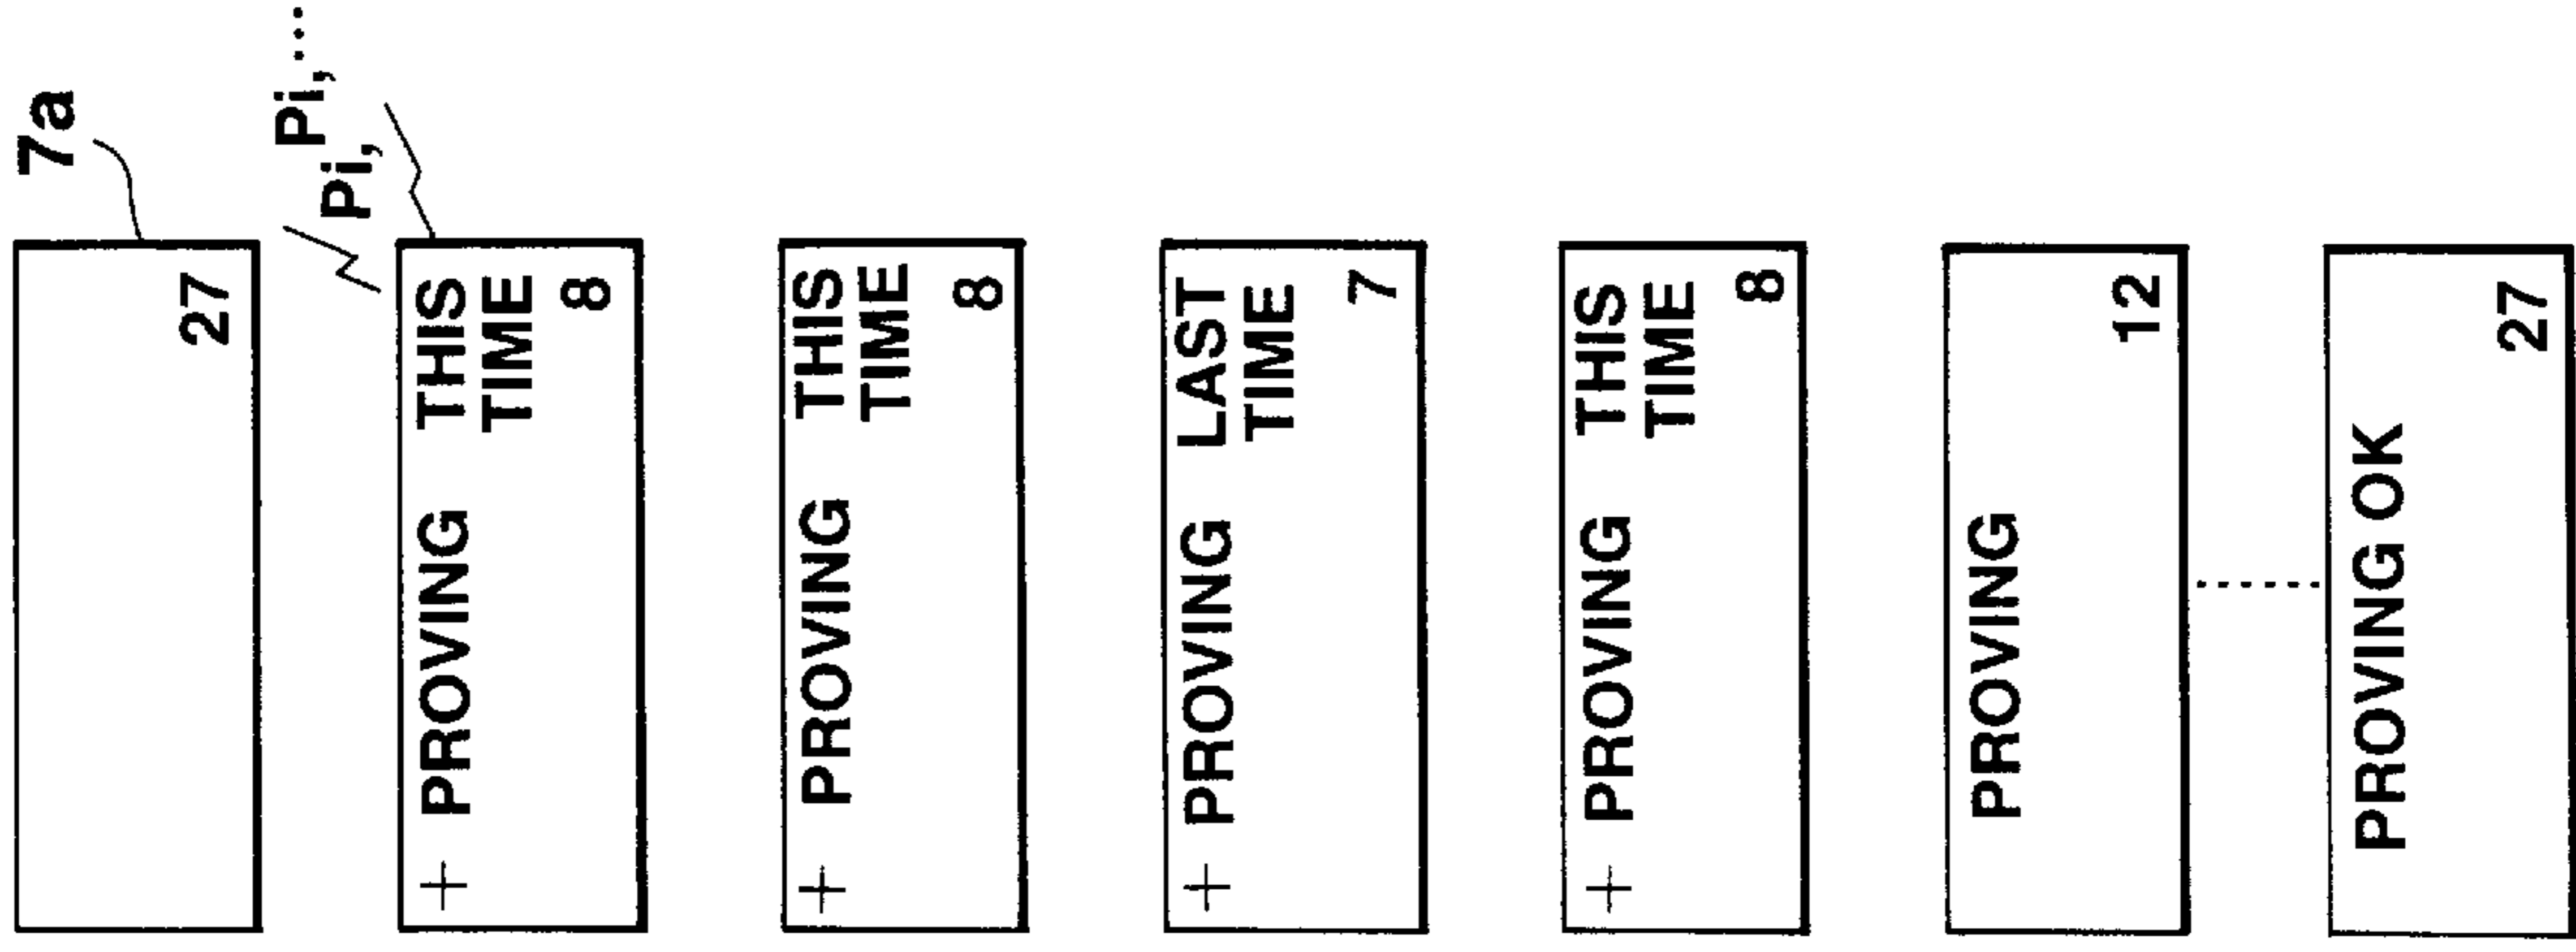 7a
27
Pi, Pi,...
+ PROVING THIS
TIME
8
+ PROVING THIS
TIME
8
+ PROVING LAST
TIME
7
+ PROVING THIS
TIME
8
PROVING
12
PROVING OK
27